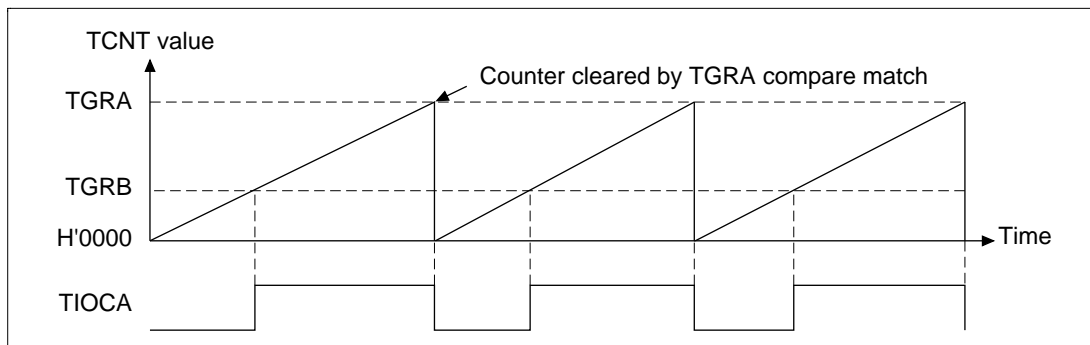 TCNT value
Counter cleared by TGRA compare match
TGRA
TGRB
H'0000
Time
TIOCA